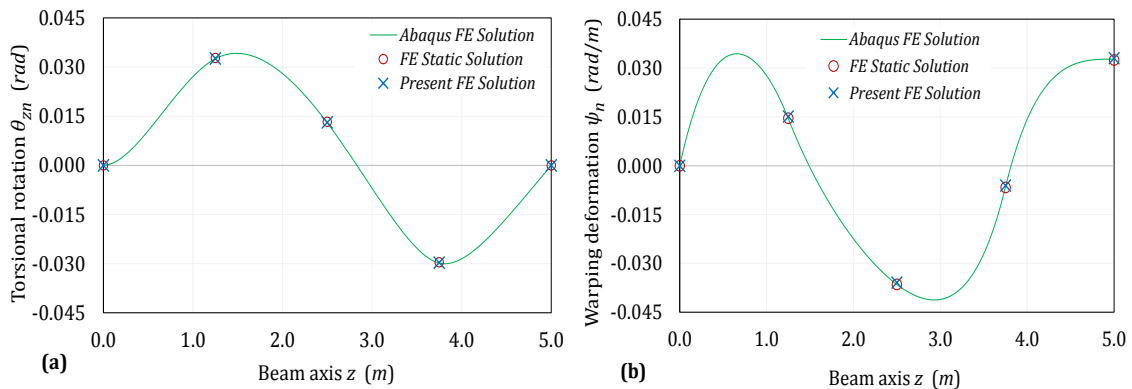 0.045
0.030
0.015
0.000
-0.015
-0.030
-0.045
Torsional rotation θzn (rad)
Abaqus FE Solution
FE Static Solution
Present FE Solution
0.0
1.0
2.0
3.0
4.0
5.0
(a)
Beam axis z (m)
0.045
0.030
0.015
0.000
-0.015
-0.030
-0.045
Warping deformation ψn (rad/m)
Abaqus FE Solution
FE Static Solution
Present FE Solution
0.0
1.0
2.0
3.0
4.0
5.0
(b)
Beam axis z (m)